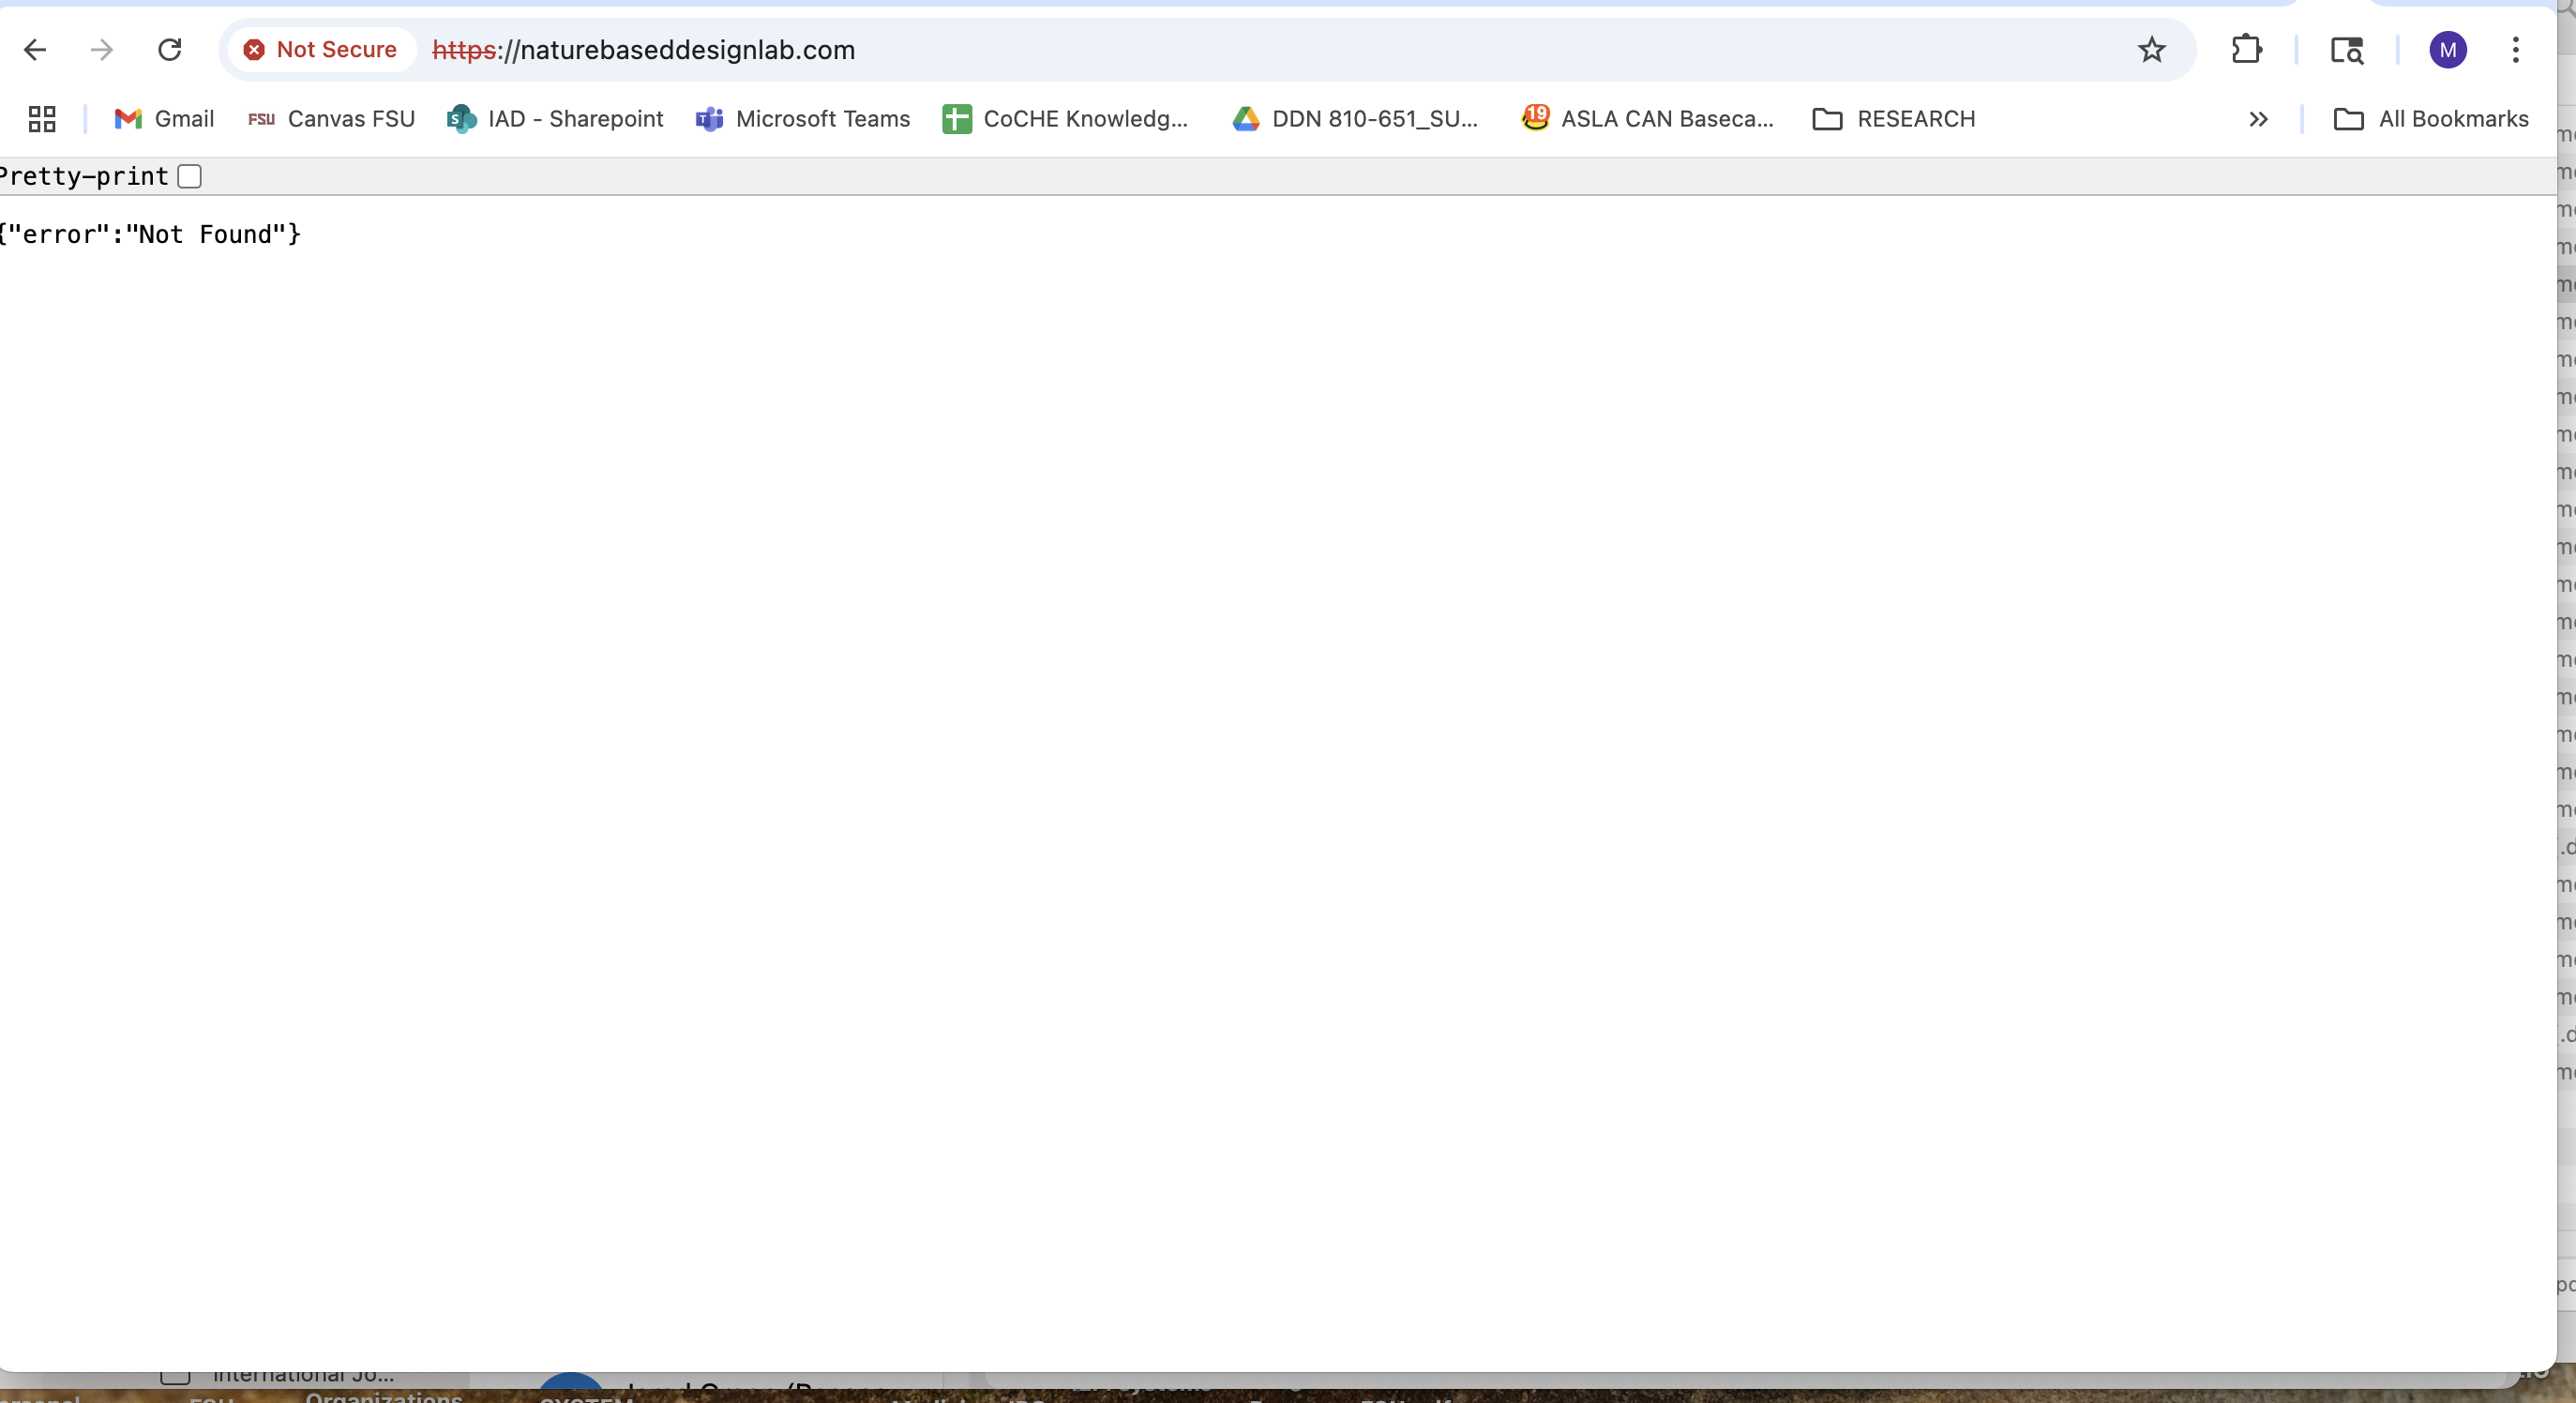 Not Secure https://naturebaseddesignlab.com M
Gmail FSU Canvas FSU IAD - Sharepoint Microsoft Teams CoCHE Knowledg... DDN 810-651_SU... 19 ASLA CAN Baseca... RESEARCH » All Bookmarks
Pretty-print
{"error":"Not Found"}
International Jo...
Organizations